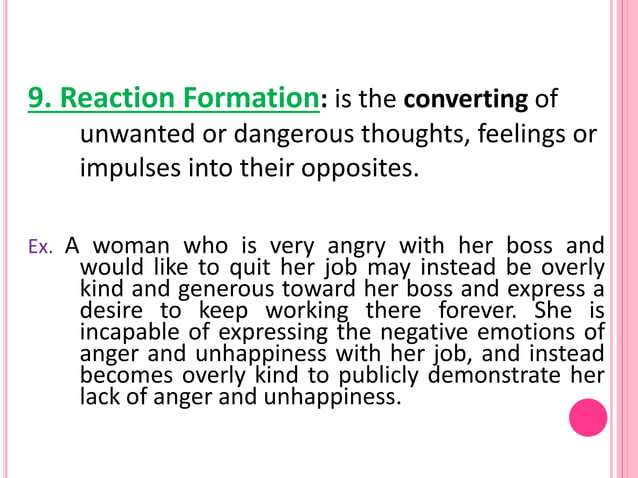 9. Reaction Formation: is the converting of
unwanted or dangerous thoughts, feelings or
impulses into their opposites.
Ex. A woman who is very angry with her boss and
would like to quit her job may instead be overly
kind and generous toward her boss and express a
desire to keep working there forever. She is
incapable of expressing the negative emotions of
anger and unhappiness with her job, and instead
becomes overly kind to publicly demonstrate her
lack of anger and unhappiness.